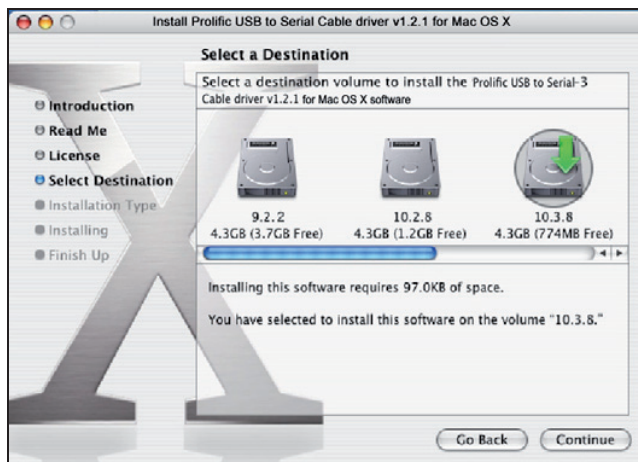 Install Prolific USB to Serial Cable driver v1.2.1 for Mac OS X
Select a Destination
Introduction
Read Me
License
Select Destination
Installation Type
Installing
Finish Up
Select a destination volume to install the Prolific USB to Serial-3
Cable driver v1.2.1 for Mac OS X software
9.2.2
4.3GB (3.7GB Free)
10.2.8
4.3GB (1.2GB Free)
10.3.8
4.3GB (774MB Free)
Installing this software requires 97.0KB of space.
You have selected to install this software on the volume "10.3.8."
Go Back
Continue